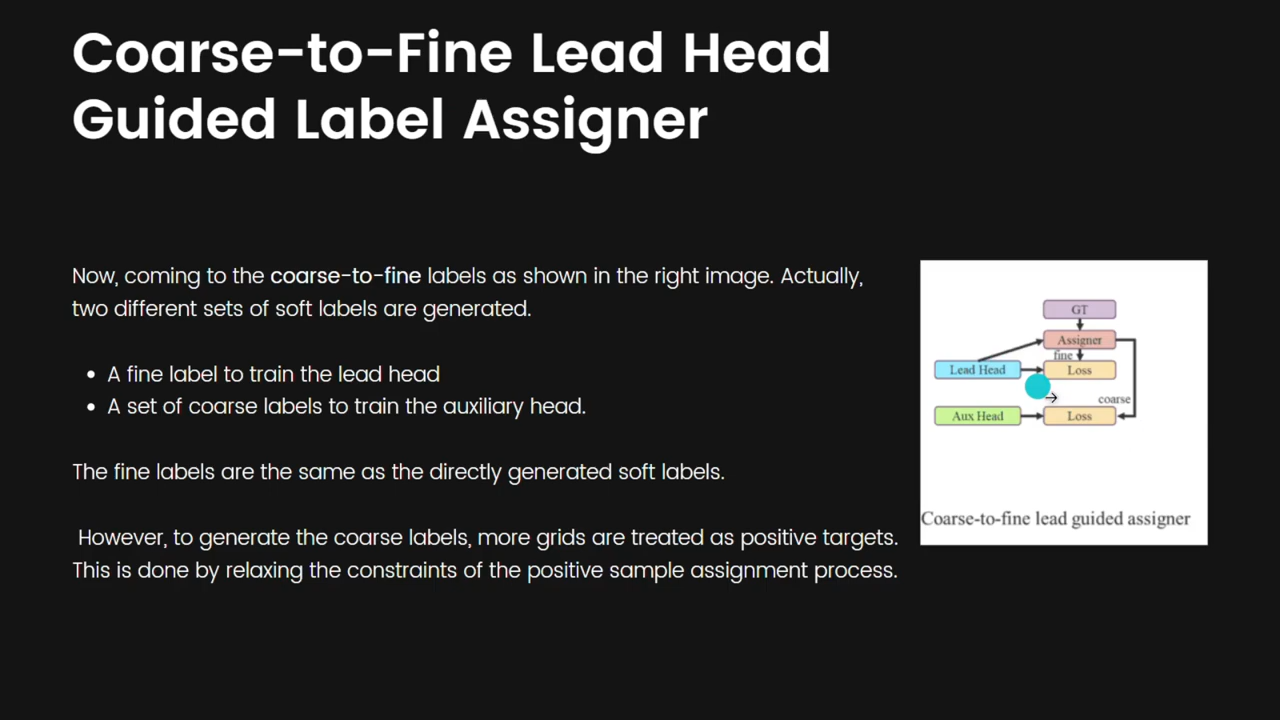 Coarse-to-Fine Lead Head
Guided Label Assigner
Now, coming to the coarse-to-fine labels as shown in the right image. Actually,
two different sets of soft labels are generated.
• A fine label to train the lead head
• A set of coarse labels to train the auxiliary head.
The fine labels are the same as the directly generated soft labels.
However, to generate the coarse labels, more grids are treated as positive targets.
This is done by relaxing the constraints of the positive sample assignment process.
GT
Assigner
fine
Lead Head
Loss
coarse
Aux Head
Loss
Coarse-to-fine lead guided assigner